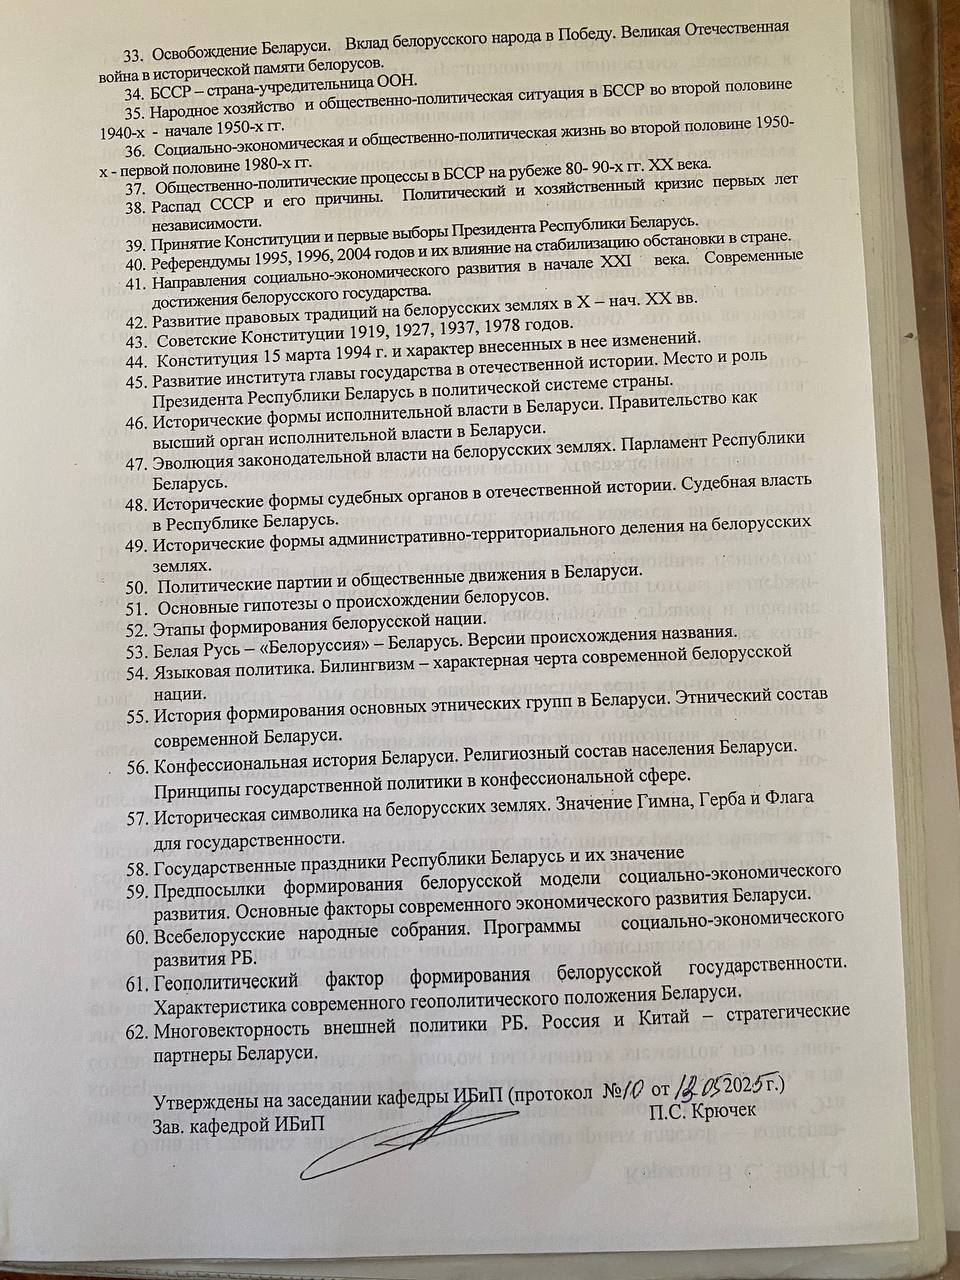 33. Освобождение Беларуси. Вклад белорусского народа в Победу. Великая Отечественная
война в исторической памяти белорусов.
34. БССР – страна-учредительница ООН.
35. Народное хозяйство и общественно-политическая ситуация в БССР во второй половине
1940-х - начале 1950-х гг.
36. Социально-экономическая и общественно-политическая жизнь во второй половине 1950-
х - первой половине 1980-х гг.
37. Общественно-политические процессы в БССР на рубеже 80- 90-х гг. XX века.
38. Распад СССР и его причины. Политический и хозяйственный кризис первых лет
независимости.
39. Принятие Конституции и первые выборы Президента Республики Беларусь.
40. Референдумы 1995, 1996, 2004 годов и их влияние на стабилизацию обстановки в стране.
41. Направления социально-экономического развития в начале XXI века. Современные
достижения белорусского государства.
42. Развитие правовых традиций на белорусских землях в X – нач. XX вв.
43. Советские Конституции 1919, 1927, 1937, 1978 годов.
44. Конституция 15 марта 1994 г. и характер внесенных в нее изменений.
45. Развитие института главы государства в отечественной истории. Место и роль
Президента Республики Беларусь в политической системе страны.
46. Исторические формы исполнительной власти в Беларуси. Правительство как
высший орган исполнительной власти в Беларуси.
47. Эволюция законодательной власти на белорусских землях. Парламент Республики
Беларусь.
48. Исторические формы судебных органов в отечественной истории. Судебная власть
в Республике Беларусь.
49. Исторические формы административно-территориального деления на белорусских
землях.
50. Политические партии и общественные движения в Беларуси.
51. Основные гипотезы о происхождении белорусов.
52. Этапы формирования белорусской нации.
53. Белая Русь – «Белоруссия» – Беларусь. Версии происхождения названия.
54. Языковая политика. Билингвизм – характерная черта современной белорусской
нации.
55. История формирования основных этнических групп в Беларуси. Этнический состав
современной Беларуси.
56. Конфессиональная история Беларуси. Религиозный состав населения Беларуси.
Принципы государственной политики в конфессиональной сфере.
57. Историческая символика на белорусских землях. Значение Гимна, Герба и Флага
для государственности.
58. Государственные праздники Республики Беларусь и их значение
59. Предпосылки формирования белорусской модели социально-экономического
развития. Основные факторы современного экономического развития Беларуси.
60. Всебелорусские народные собрания. Программы социально-экономического
развития РБ.
61. Геополитический фактор формирования белорусской государственности.
Характеристика современного геополитического положения Беларуси.
62. Многовекторность внешней политики РБ. Россия и Китай – стратегические
партнеры Беларуси.
Утверждены на заседании кафедры ИБиП (протокол №10 от 05 2025 г.)
Зав. кафедрой ИБиП П.С. Крючек